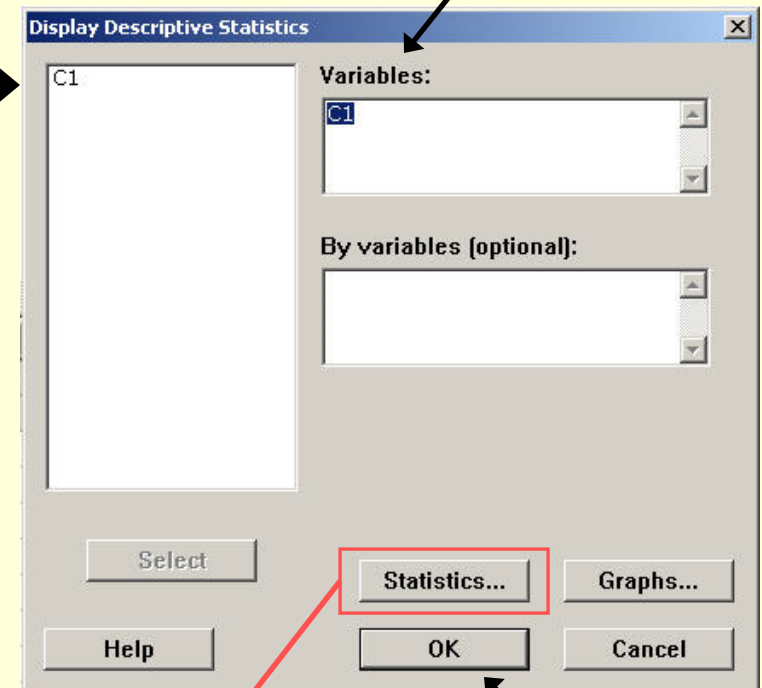 Display Descriptive Statistics
C1
Variables:
C1
By variables (optional):
Select
Statistics...
Graphs...
Help
OK
Cancel